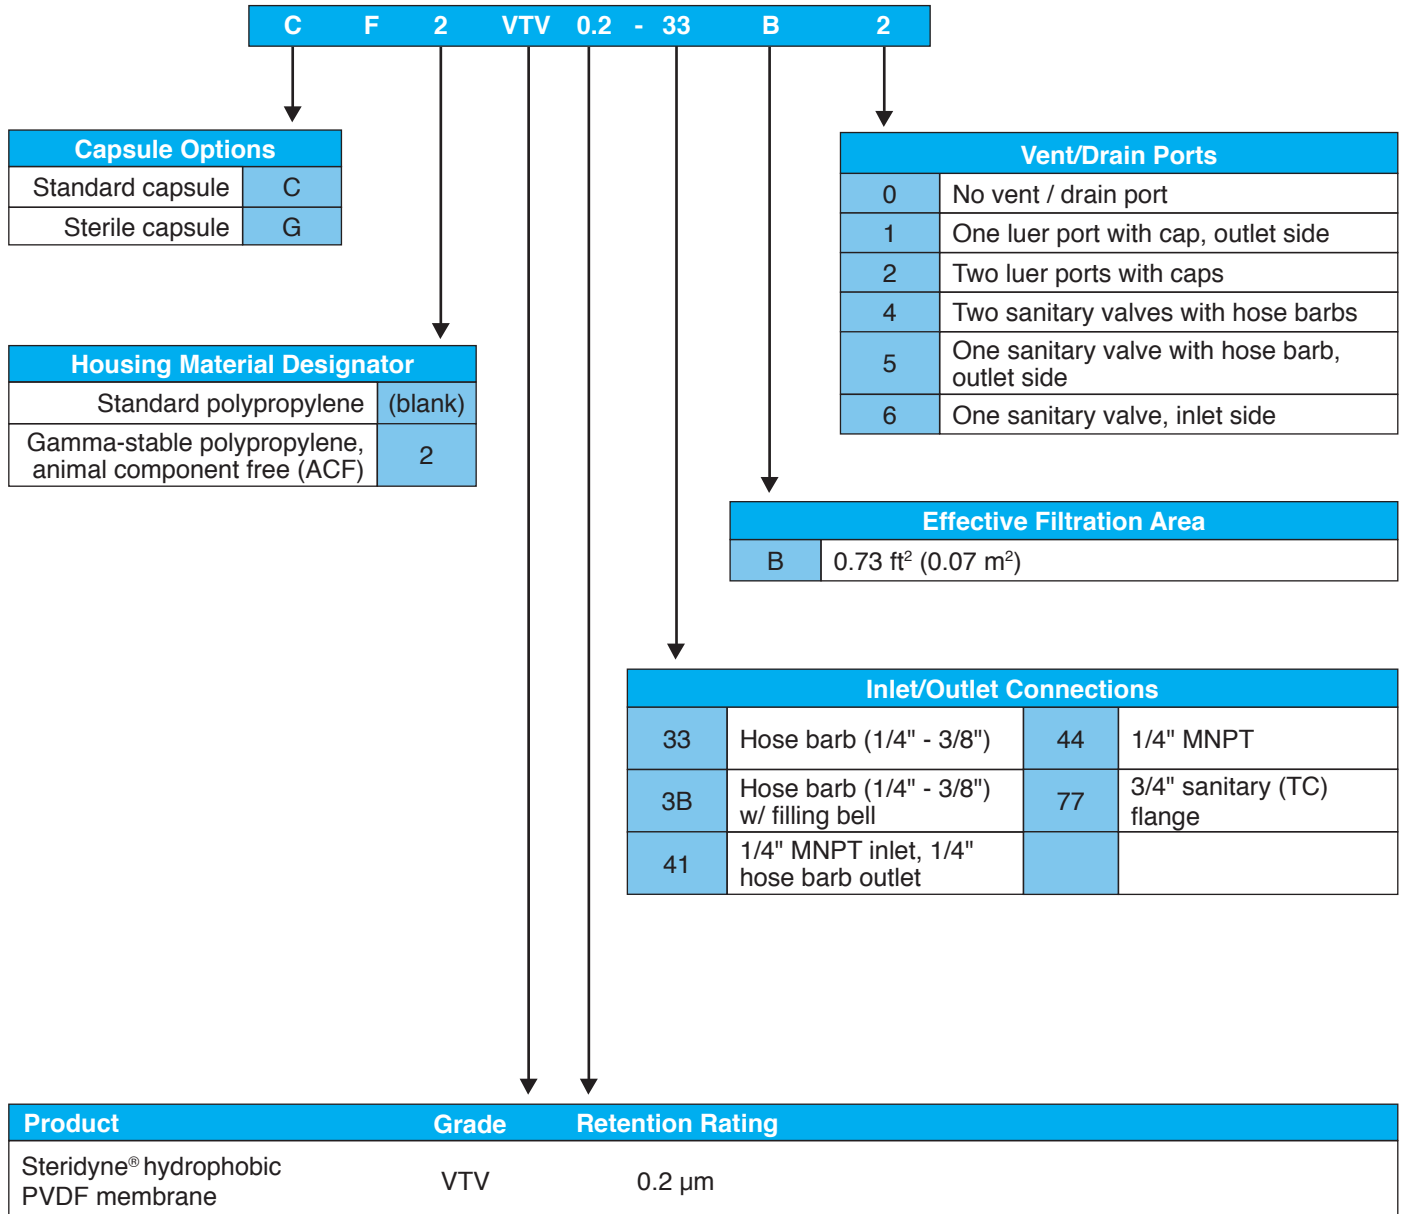 C F 2 VTV 0.2 - 33 B 2
Capsule Options
Standard capsule C
Sterile capsule G
Housing Material Designator
Standard polypropylene (blank)
Gamma-stable polypropylene,
animal component free (ACF) 2
Vent/Drain Ports
0 No vent / drain port
1 One luer port with cap, outlet side
2 Two luer ports with caps
4 Two sanitary valves with hose barbs
5 One sanitary valve with hose barb,
outlet side
6 One sanitary valve, inlet side
Effective Filtration Area
B 0.73 ft² (0.07 m²)
Inlet/Outlet Connections
33 Hose barb (1/4" - 3/8") 44 1/4" MNPT
3B Hose barb (1/4" - 3/8")
w/ filling bell
77 3/4" sanitary (TC)
flange
41 1/4" MNPT inlet, 1/4"
hose barb outlet
Product Grade Retention Rating
Steridyne® hydrophobic
PVDF membrane VTV 0.2 µm